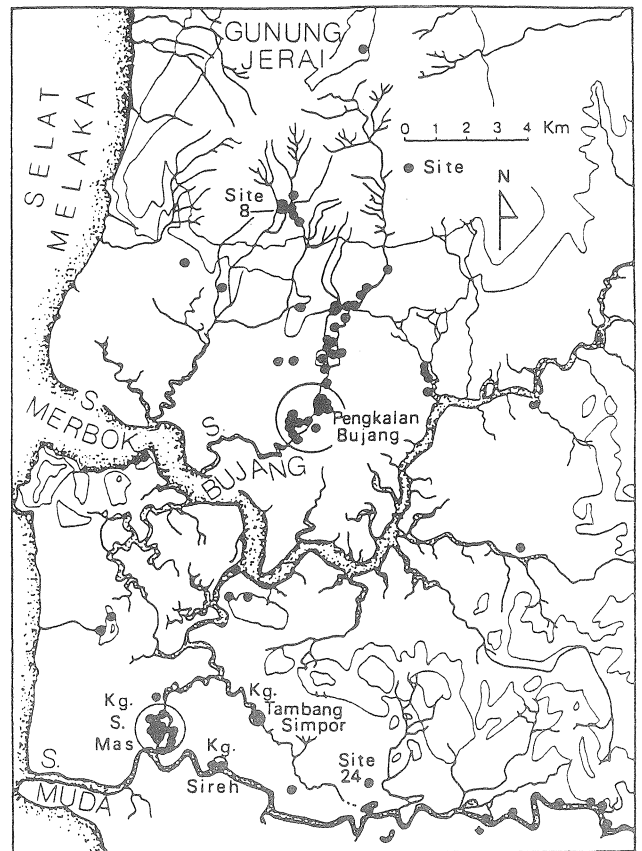 GUNUNG
JERAI
SELAT
MELAKA
0 1 2 3 4 Km
Site
N
Site
8
S.
MERBOK
S.
BUJANG
Pengkalan
Bujang
Kg.
S.
Mas
Kg.
Tambang
Simpor
Kg.
Sireh
Site
24
S.
MUDA